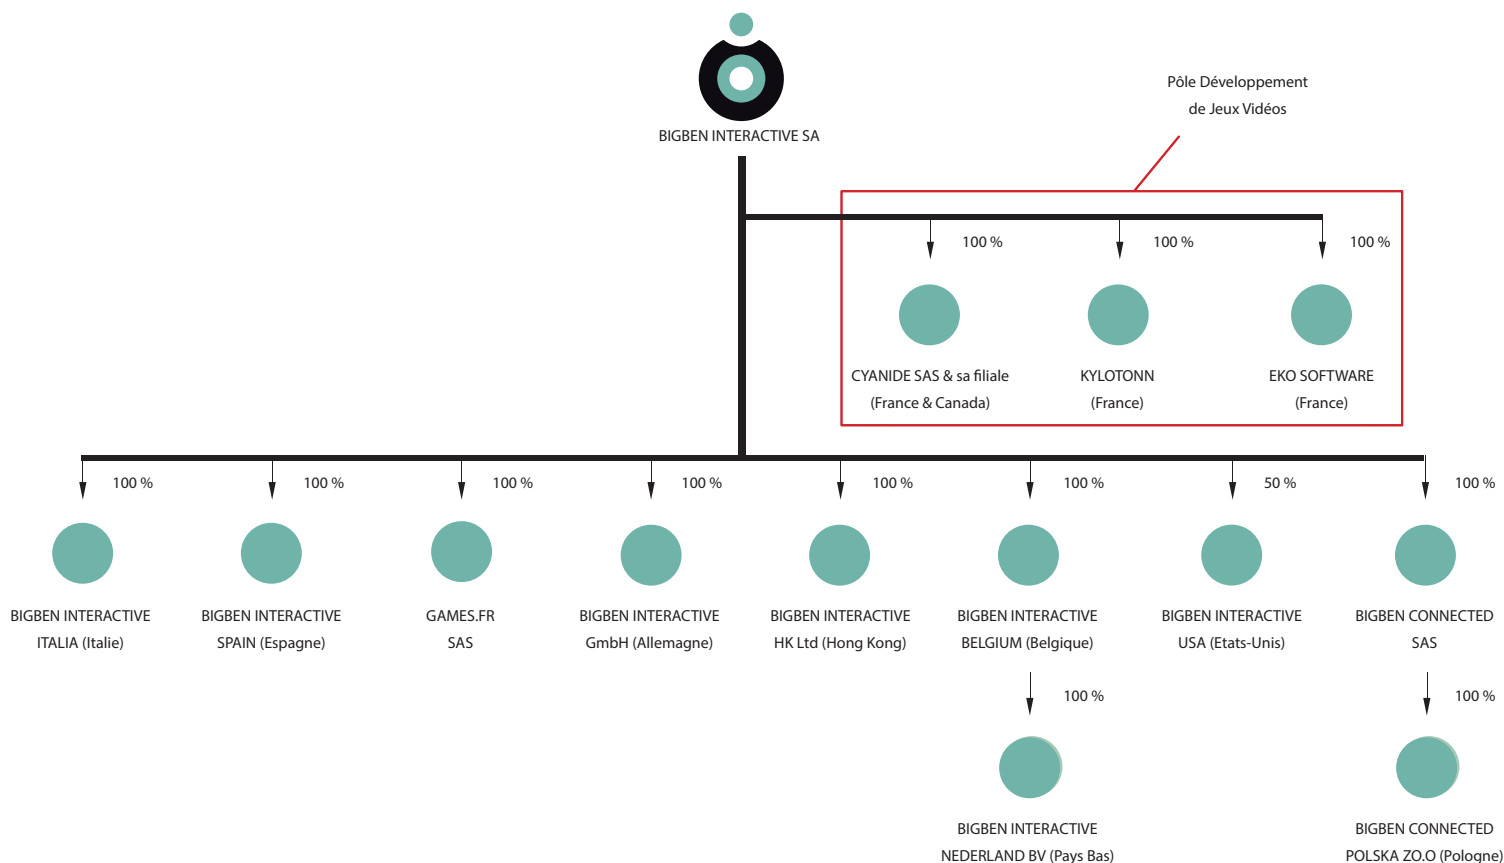 BIGBEN INTERACTIVE SA
Pôle Développement
de Jeux Vidéos
100 %
100 %
100 %
CYANIDE SAS & sa filiale
(France & Canada)
KYLOTONN
(France)
EKO SOFTWARE
(France)
100 %
100 %
100 %
100 %
100 %
100 %
50 %
100 %
BIGBEN INTERACTIVE
ITALIA (Italie)
BIGBEN INTERACTIVE
SPAIN (Espagne)
GAMES.FR
SAS
BIGBEN INTERACTIVE
GmbH (Allemagne)
BIGBEN INTERACTIVE
HK Ltd (Hong Kong)
BIGBEN INTERACTIVE
BELGIUM (Belgique)
BIGBEN INTERACTIVE
USA (Etats-Unis)
BIGBEN CONNECTED
SAS
100 %
100 %
BIGBEN INTERACTIVE
NEDERLAND BV (Pays Bas)
BIGBEN CONNECTED
POLSKA ZO.O (Pologne)